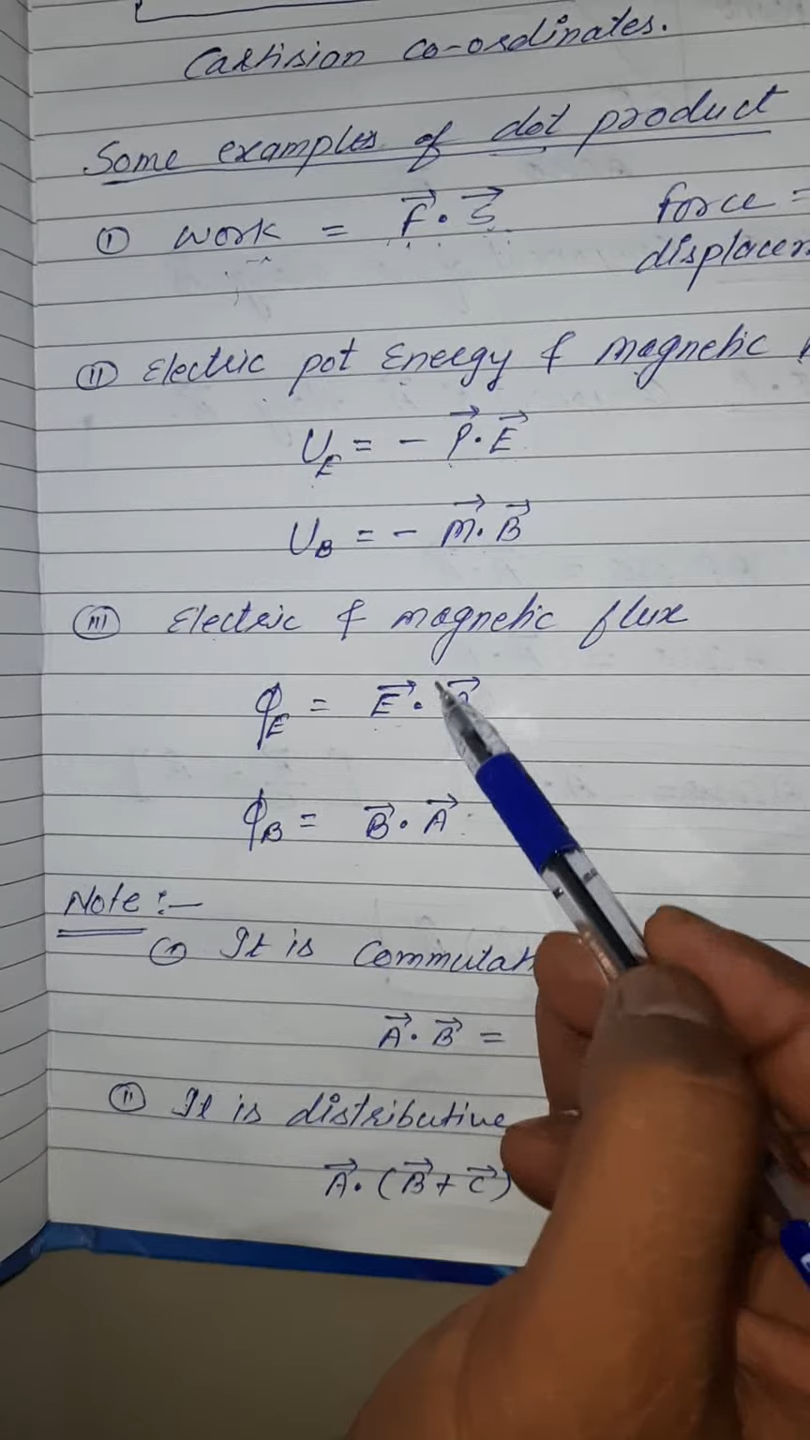 Cartision co-ordinates.
Some examples of dot product
(i) work = F⃗ · S⃗ force =
displacem
(ii) Electric pot Energy & magnetic
U_E = - P⃗ · E⃗
U_B = - M⃗ · B⃗
(iii) Electric & magnetic flux
ϕ_E = E⃗ ·
ϕ_B = B⃗ · A⃗
Note :-
(i) It is Commutat
A⃗ · B⃗ =
(ii) It is distributive
A⃗ · (B⃗ + C⃗)